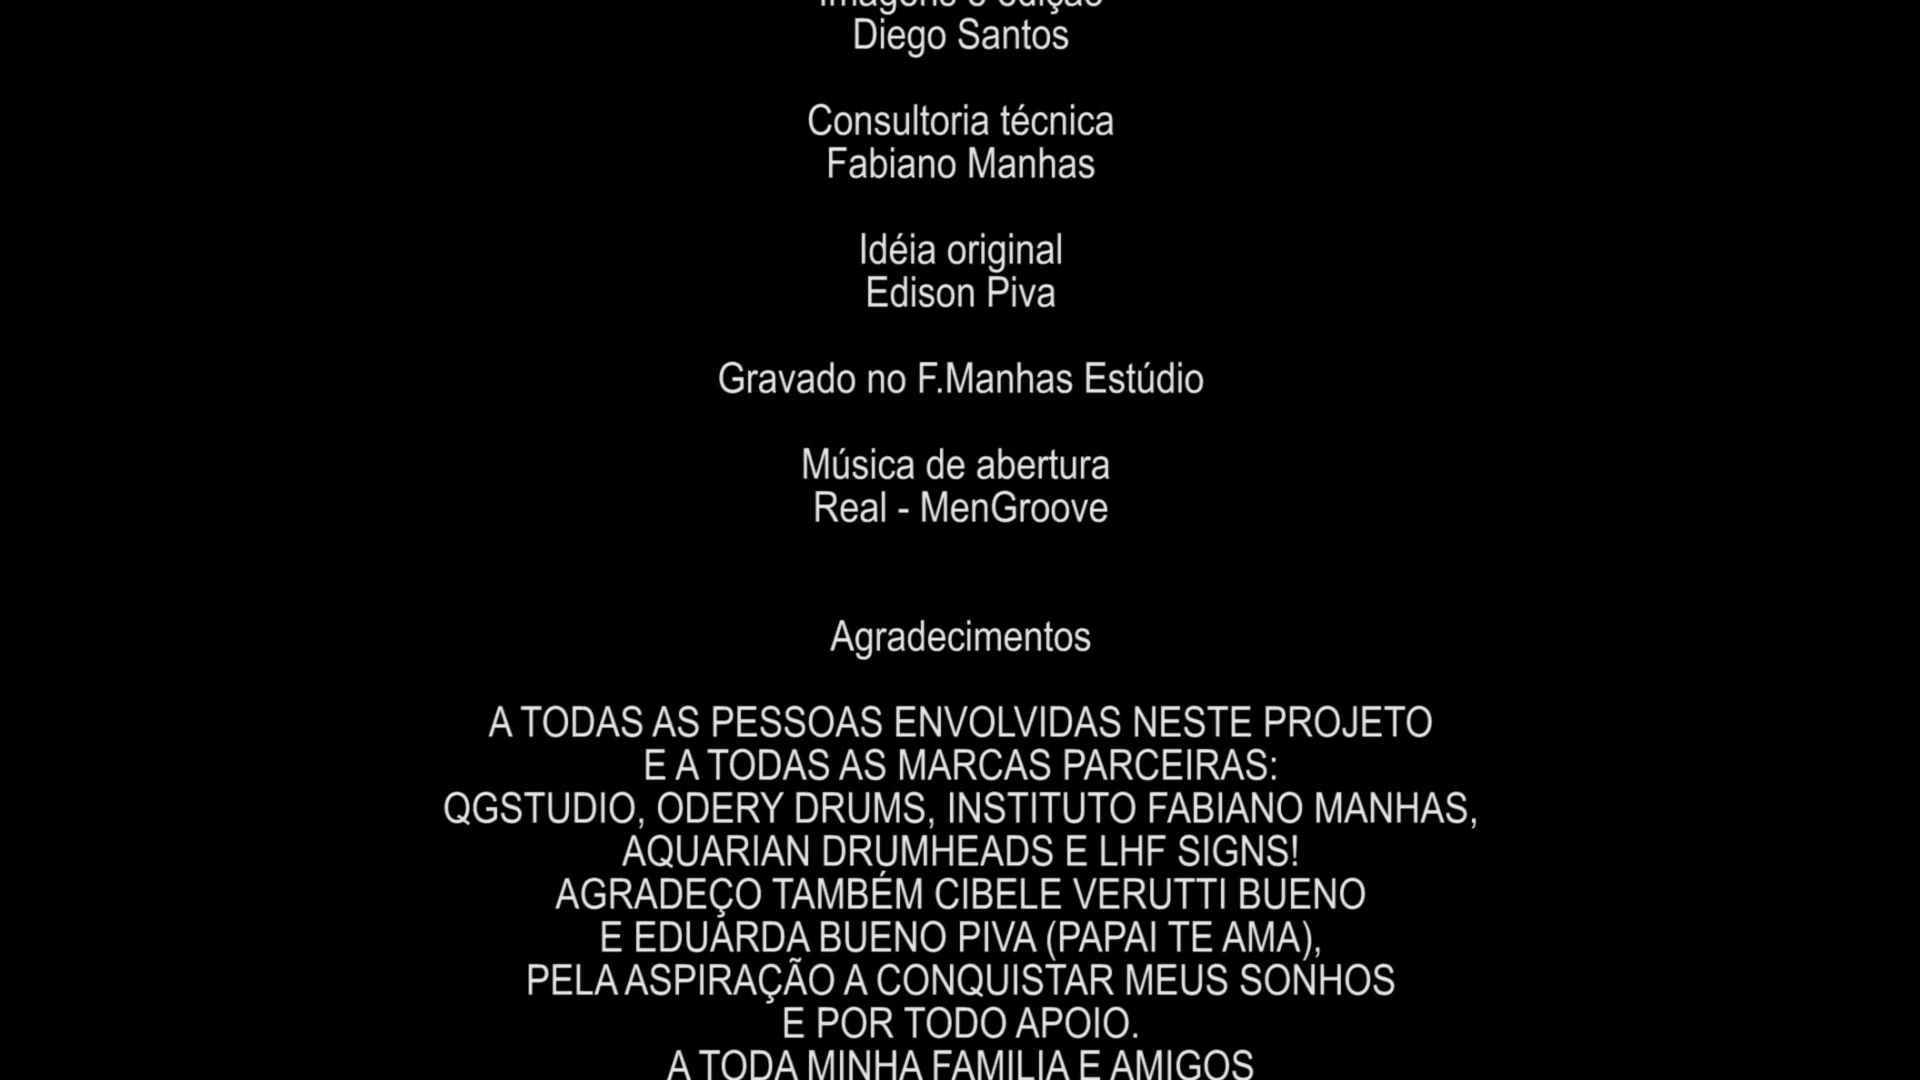 Imagens e edição
Diego Santos
Consultoria técnica
Fabiano Manhas
Idéia original
Edison Piva
Gravado no F.Manhas Estúdio
Música de abertura
Real - MenGroove
Agradecimentos
A TODAS AS PESSOAS ENVOLVIDAS NESTE PROJETO
E A TODAS AS MARCAS PARCEIRAS:
QGSTUDIO, ODERY DRUMS, INSTITUTO FABIANO MANHAS,
AQUARIAN DRUMHEADS E LHF SIGNS!
AGRADEÇO TAMBÉM CIBELE VERUTTI BUENO
E EDUARDA BUENO PIVA (PAPAI TE AMA),
PELA ASPIRAÇÃO A CONQUISTAR MEUS SONHOS
E POR TODO APOIO.
A TODA MINHA FAMILIA E AMIGOS